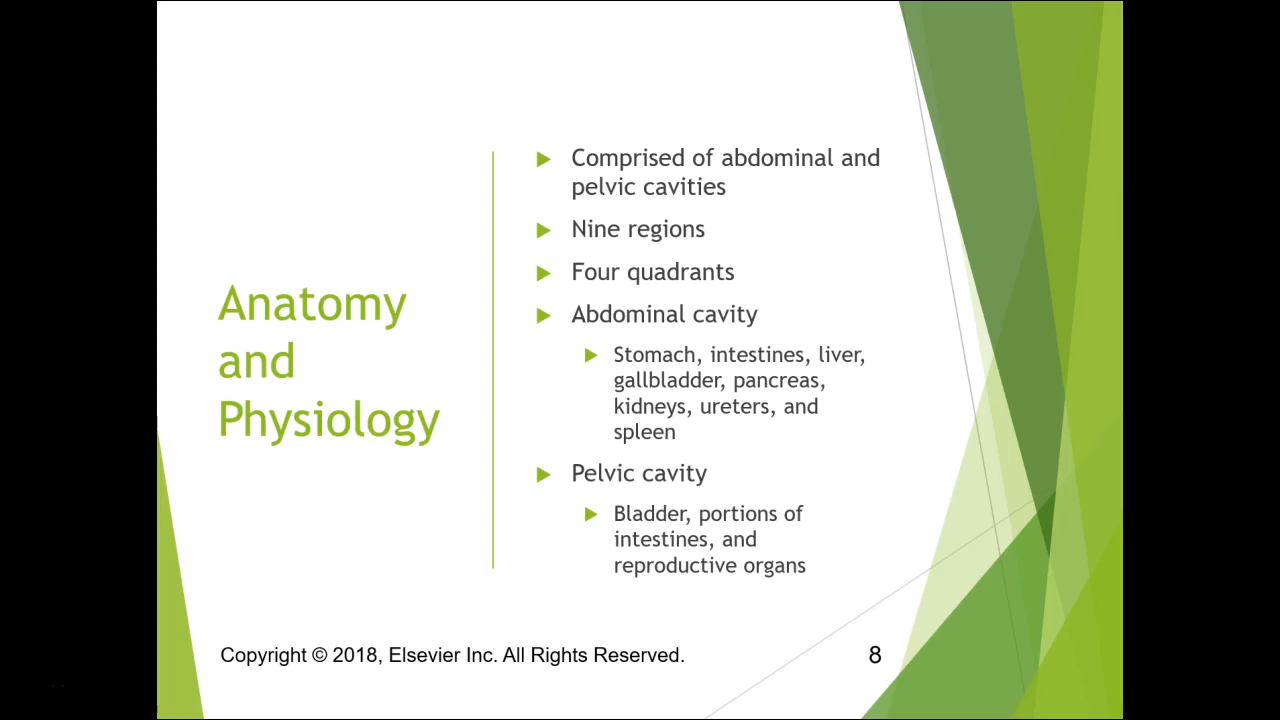 Anatomy
and
Physiology
Comprised of abdominal and
pelvic cavities
Nine regions
Four quadrants
Abdominal cavity
Stomach, intestines, liver,
gallbladder, pancreas,
kidneys, ureters, and
spleen
Pelvic cavity
Bladder, portions of
intestines, and
reproductive organs
Copyright © 2018, Elsevier Inc. All Rights Reserved.
8